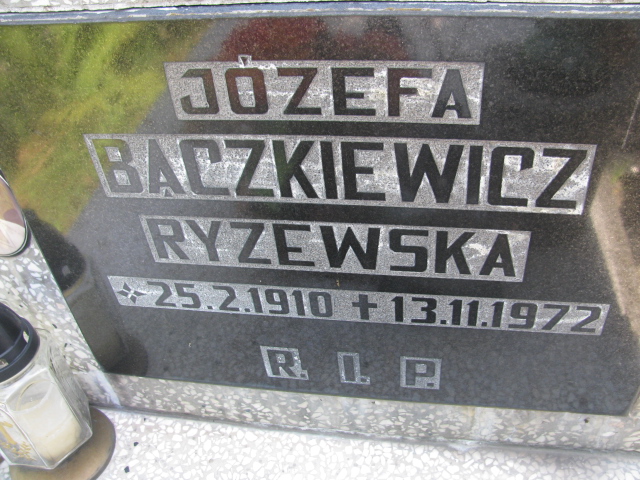 JÓZEFA
BACZKIEWICZ
RYZEWSKA
✧ 25.2.1910 ✝ 13.11.1972
R. I. P.